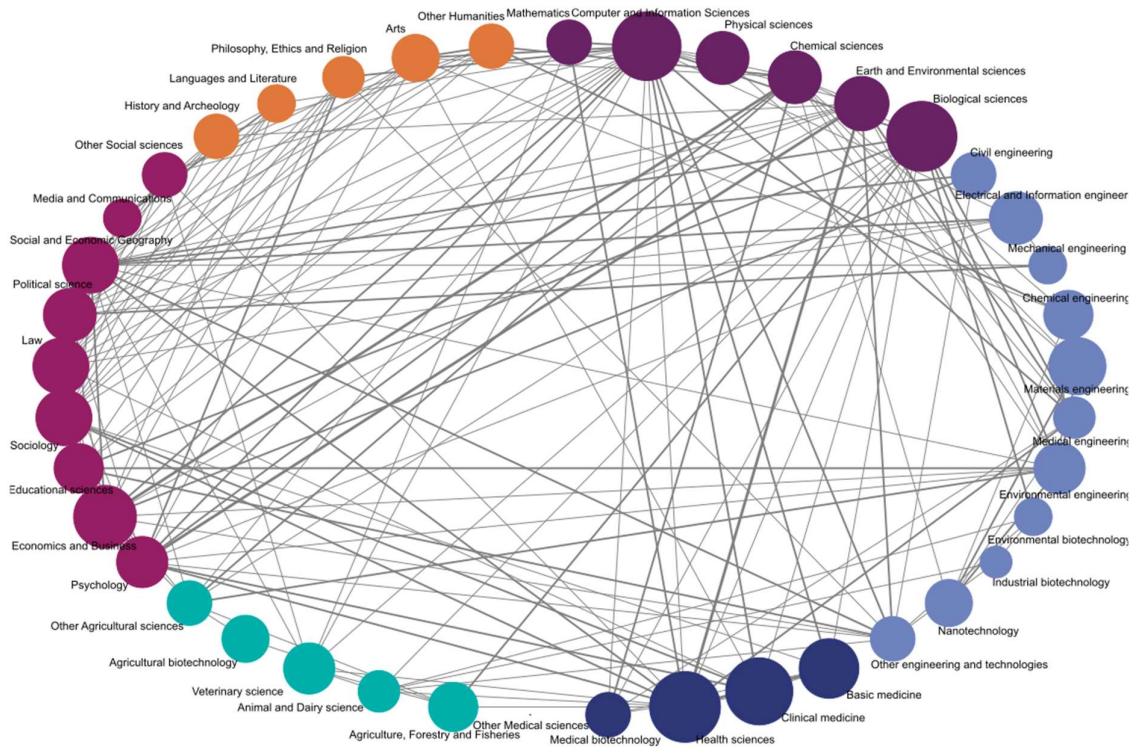 Other Humanities
Mathematics
Computer and Information Sciences
Arts
Physical sciences
Philosophy, Ethics and Religion
Chemical sciences
Languages and Literature
Earth and Environmental sciences
History and Archeology
Biological sciences
Other Social sciences
Civil engineering
Media and Communications
Electrical and Information engineer
Social and Economic Geography
Mechanical engineering
Political science
Chemical engineering
Law
Materials engineering
Sociology
Medical engineering
Educational sciences
Environmental engineering
Economics and Business
Environmental biotechnology
Psychology
Industrial biotechnology
Other Agricultural sciences
Nanotechnology
Agricultural biotechnology
Other engineering and technologies
Veterinary science
Basic medicine
Animal and Dairy science
Clinical medicine
Agriculture, Forestry and Fisheries
Other Medical sciences
Medical biotechnology
Health sciences